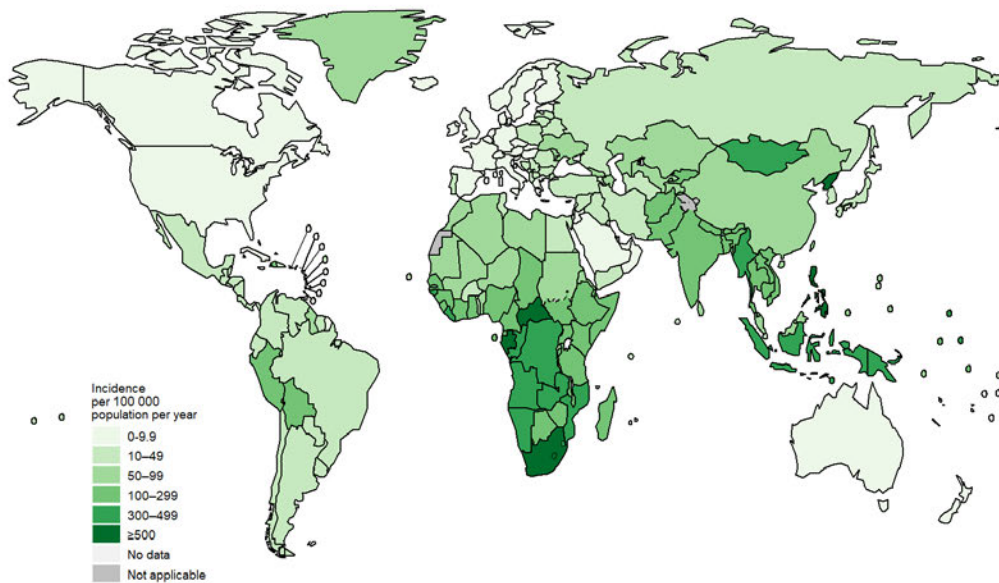 Incidence
per 100 000
population per year
0-9.9
10–49
50–99
100–299
300–499
≥500
No data
Not applicable